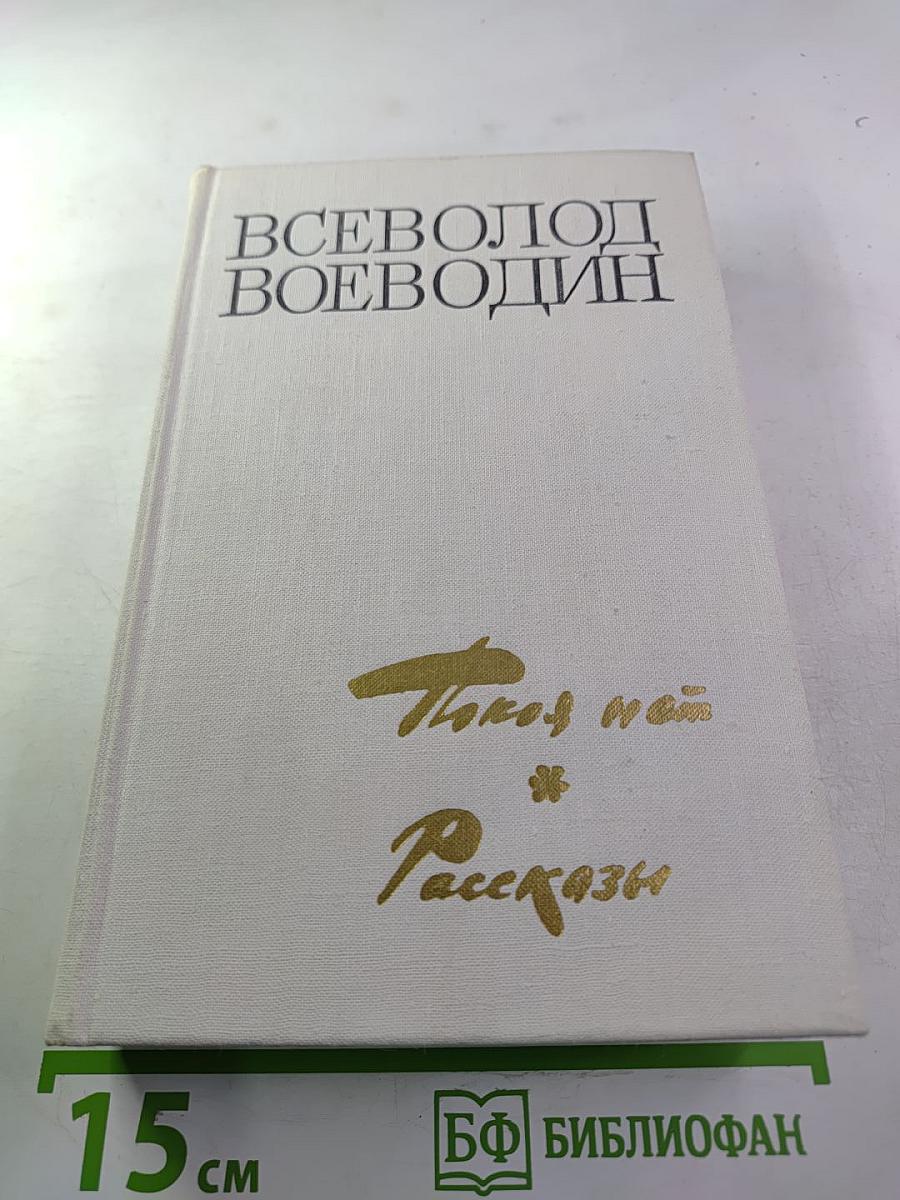 ВСЕВОЛОД
ВОЕВОДИН
Покоя нет
*
Рассказы
15 см
БФ БИБЛИОФАН